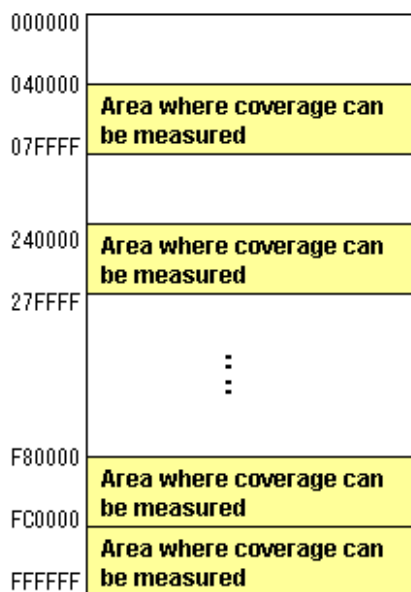 000000
040000
Area where coverage can
be measured
07FFFF
240000
Area where coverage can
be measured
27FFFF
F80000
Area where coverage can
be measured
FC0000
Area where coverage can
be measured
FFFFFF